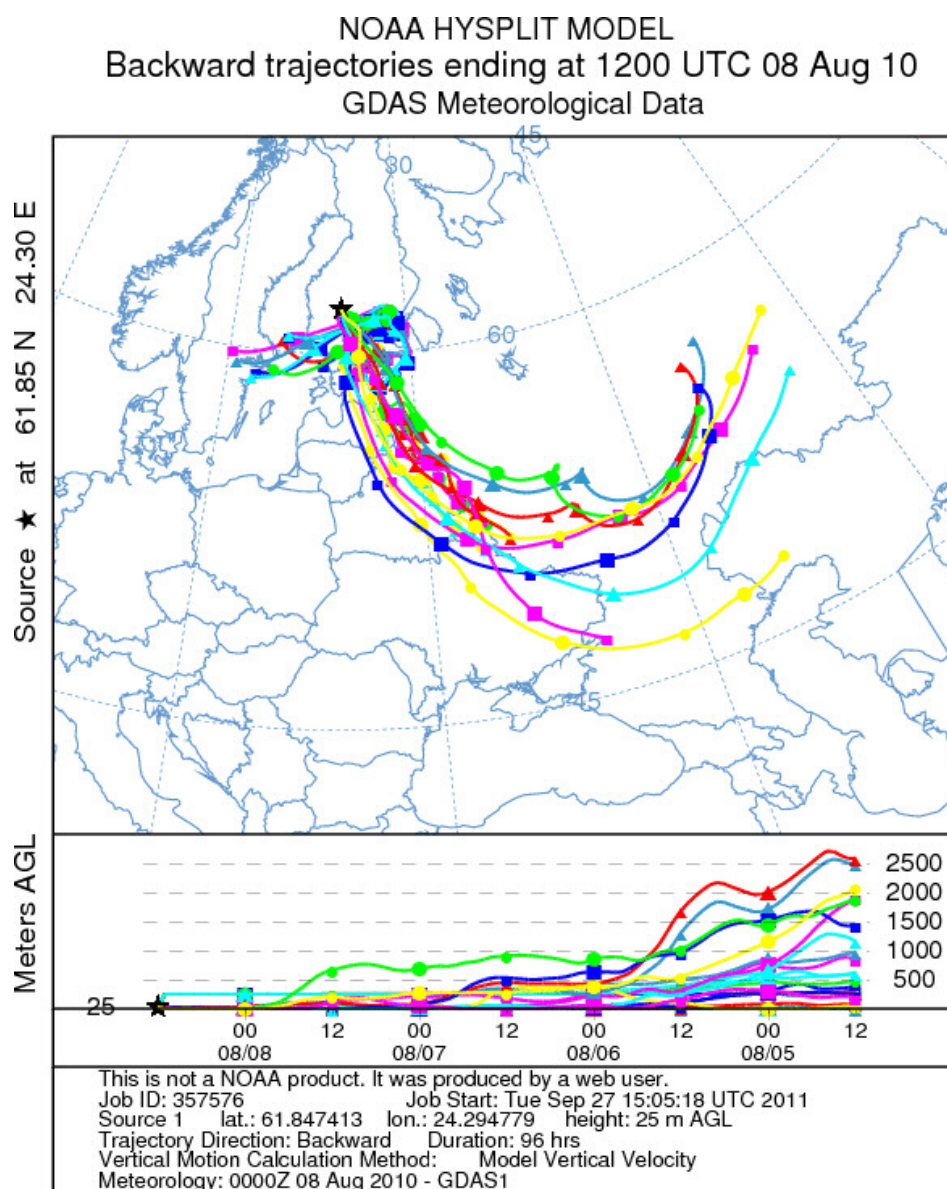 NOAA HYSPLIT MODEL
Backward trajectories ending at 1200 UTC 08 Aug 10
GDAS Meteorological Data
Source ★ at 61.85 N 24.30 E
45
30
60
45
Meters AGL
2500
2000
1500
1000
500
25
00 12 00 12 00 12 00 12
08/08 08/07 08/06 08/05
This is not a NOAA product. It was produced by a web user.
Job ID: 357576 Job Start: Tue Sep 27 15:05:18 UTC 2011
Source 1 lat.: 61.847413 lon.: 24.294779 height: 25 m AGL
Trajectory Direction: Backward Duration: 96 hrs
Vertical Motion Calculation Method: Model Vertical Velocity
Meteorology: 0000Z 08 Aug 2010 - GDAS1